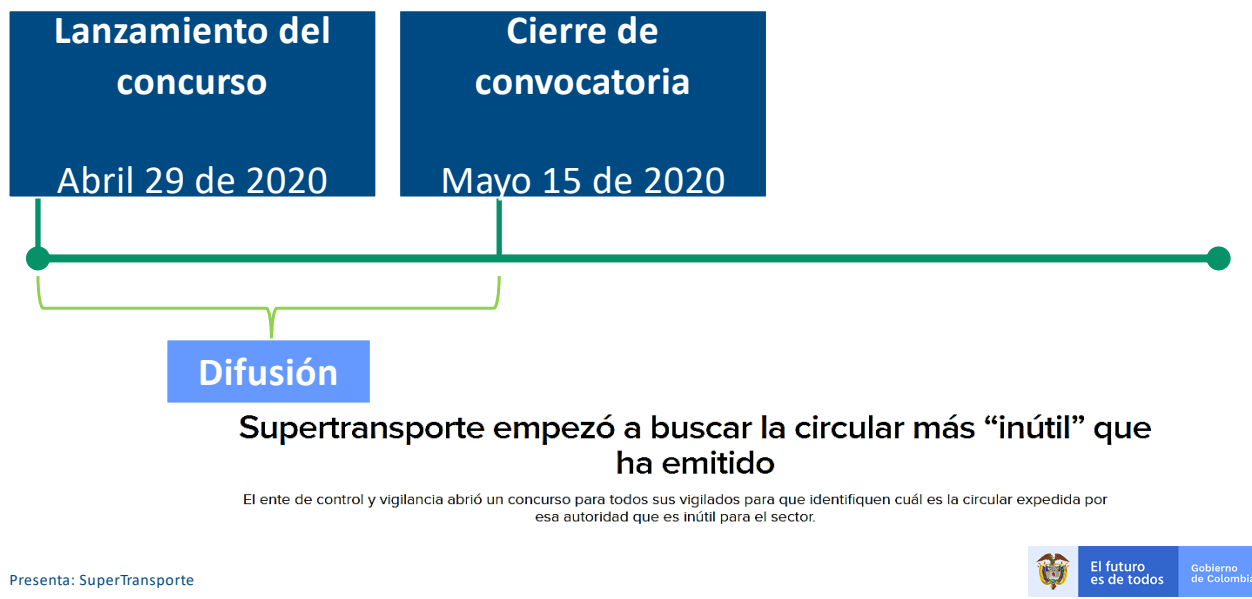 Lanzamiento del
concurso
Abril 29 de 2020
Cierre de
convocatoria
Mayo 15 de 2020
Difusión
Supertransporte empezó a buscar la circular más “inútil” que
ha emitido
El ente de control y vigilancia abrió un concurso para todos sus vigilados para que identifiquen cuál es la circular expedida por
esa autoridad que es inútil para el sector.
Presenta: SuperTransporte
El futuro
es de todos
Gobierno
de Colombia